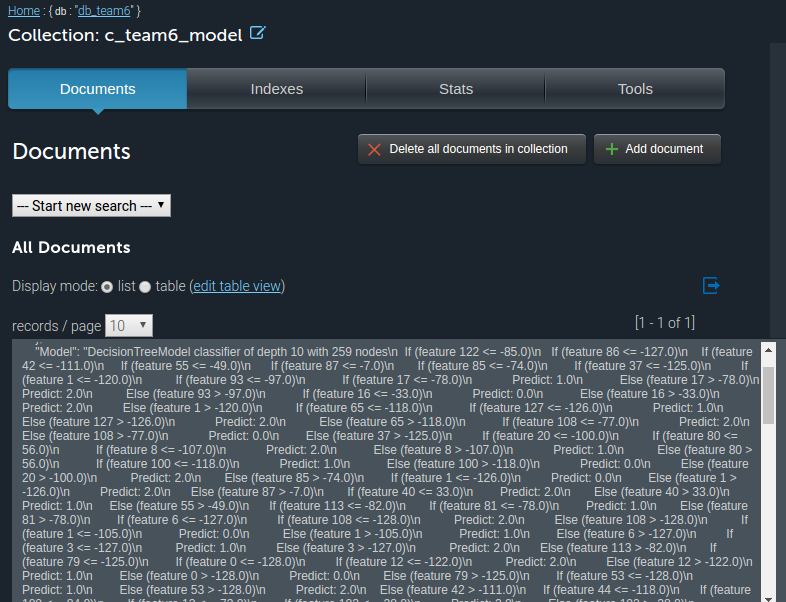 Home : { db : "db_team6" }
Collection: c_team6_model
Documents Indexes Stats Tools
Documents
Delete all documents in collection
Add document
--- Start new search ---
All Documents
Display mode: list table (edit table view)
records / page 10
[1 - 1 of 1]
"Model": "DecisionTreeModel classifier of depth 10 with 259 nodes\n If (feature 122 <= -85.0)\n If (feature 86 <= -127.0)\n If (feature
42 <= -111.0)\n If (feature 55 <= -49.0)\n If (feature 87 <= -7.0)\n If (feature 85 <= -74.0)\n If (feature 37 <= -125.0)\n If
(feature 1 <= -120.0)\n If (feature 93 <= -97.0)\n If (feature 17 <= -78.0)\n Predict: 1.0\n Else (feature 17 > -78.0)\n
Predict: 2.0\n Else (feature 93 > -97.0)\n If (feature 16 <= -33.0)\n Predict: 0.0\n Else (feature 16 > -33.0)\n
Predict: 2.0\n Else (feature 1 > -120.0)\n If (feature 65 <= -118.0)\n If (feature 127 <= -126.0)\n Predict: 1.0\n
Else (feature 127 > -126.0)\n Predict: 2.0\n Else (feature 65 > -118.0)\n If (feature 108 <= -77.0)\n Predict: 2.0\n
Else (feature 108 > -77.0)\n Predict: 0.0\n Else (feature 37 > -125.0)\n If (feature 20 <= -100.0)\n If (feature 80 <=
56.0)\n If (feature 8 <= -107.0)\n Predict: 2.0\n Else (feature 8 > -107.0)\n Predict: 1.0\n Else (feature 80 >
56.0)\n If (feature 100 <= -118.0)\n Predict: 1.0\n Else (feature 100 > -118.0)\n Predict: 0.0\n Else (feature
20 > -100.0)\n Predict: 2.0\n Else (feature 85 > -74.0)\n If (feature 1 <= -126.0)\n Predict: 0.0\n Else (feature 1 >
-126.0)\n Predict: 2.0\n Else (feature 87 > -7.0)\n If (feature 40 <= 33.0)\n Predict: 2.0\n Else (feature 40 > 33.0)\n
Predict: 1.0\n Else (feature 55 > -49.0)\n If (feature 113 <= -82.0)\n If (feature 81 <= -78.0)\n Predict: 1.0\n Else (feature
81 > -78.0)\n If (feature 6 <= -127.0)\n If (feature 108 <= -128.0)\n Predict: 2.0\n Else (feature 108 > -128.0)\n If
(feature 1 <= -105.0)\n Predict: 0.0\n Else (feature 1 > -105.0)\n Predict: 1.0\n Else (feature 6 > -127.0)\n If
(feature 3 <= -127.0)\n Predict: 1.0\n Else (feature 3 > -127.0)\n Predict: 2.0\n Else (feature 113 > -82.0)\n If
(feature 79 <= -125.0)\n If (feature 0 <= -128.0)\n If (feature 12 <= -122.0)\n Predict: 2.0\n Else (feature 12 > -122.0)\n
Predict: 1.0\n Else (feature 0 > -128.0)\n Predict: 0.0\n Else (feature 79 > -125.0)\n If (feature 53 <= -128.0)\n
Predict: 1.0\n Else (feature 53 > -128.0)\n Predict: 2.0\n Else (feature 42 > -111.0)\n If (feature 44 <= -118.0)\n If (feature